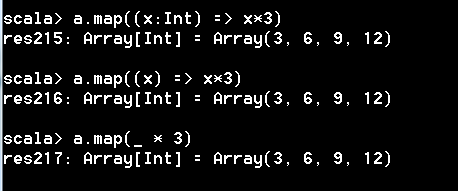 scala> a.map((x:Int) => x*3)
res215: Array[Int] = Array(3, 6, 9, 12)
scala> a.map((x) => x*3)
res216: Array[Int] = Array(3, 6, 9, 12)
scala> a.map(_ * 3)
res217: Array[Int] = Array(3, 6, 9, 12)